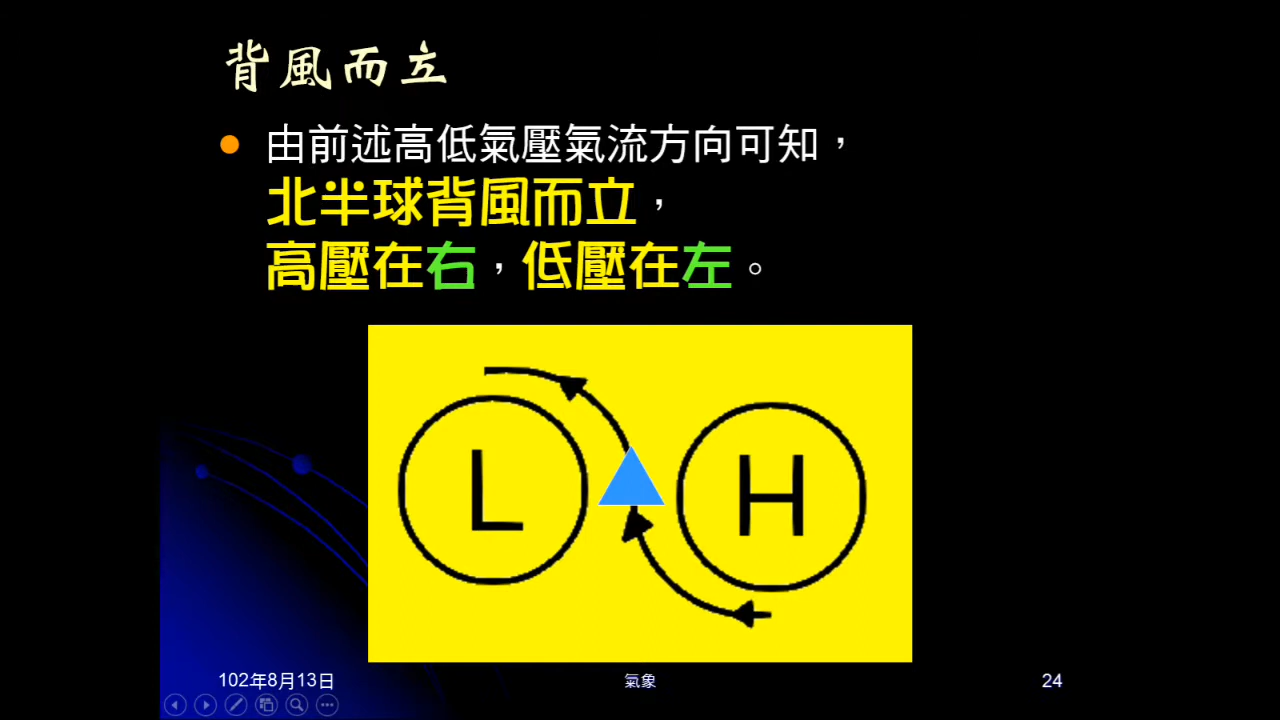 背風而立
由前述高低氣壓氣流方向可知，
北半球背風而立，
高壓在右，低壓在左。
L H
102年8月13日 氣象 24